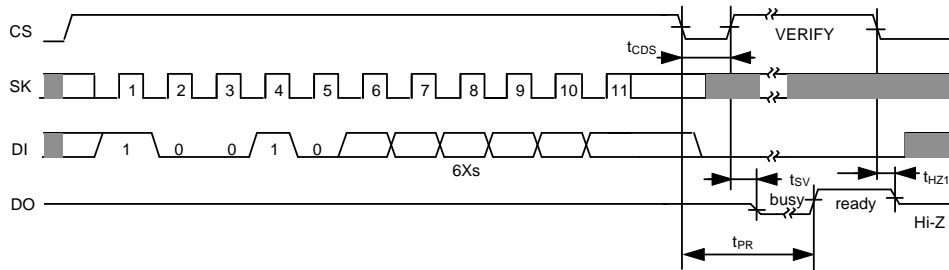 CS
VERIFY
tCDS
SK
1 2 3 4 5 6 7 8 9 10 11
DI
1 0 0 1 0
6Xs
tSV
tHZ1
DO
busy
ready
Hi-Z
tPR